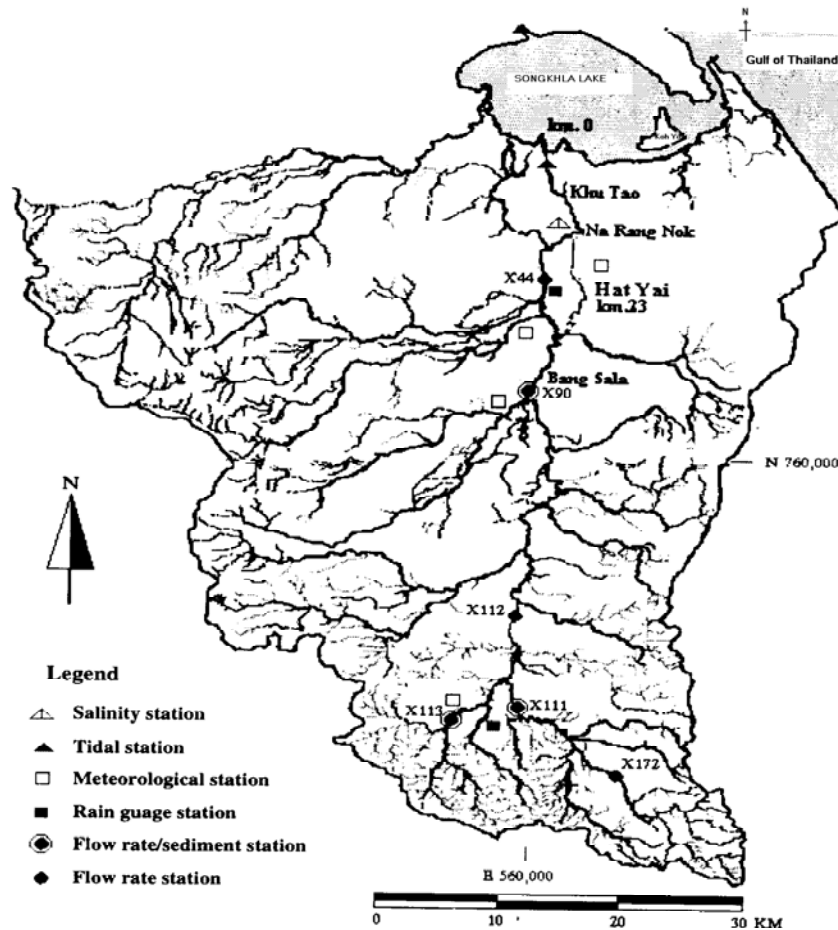 N
Gulf of Thailand
SONGKHLA LAKE
km. 0
Khu Tao
Na Rang Nok
X44
Hat Yai
km.23
Bang Sala
X90
N 760,000
N
X112
Legend
Salinity station
Tidal station
Meteorological station
Rain guage station
Flow rate/sediment station
Flow rate station
X113
X111
X172
E 560,000
0 10 20 30 KM